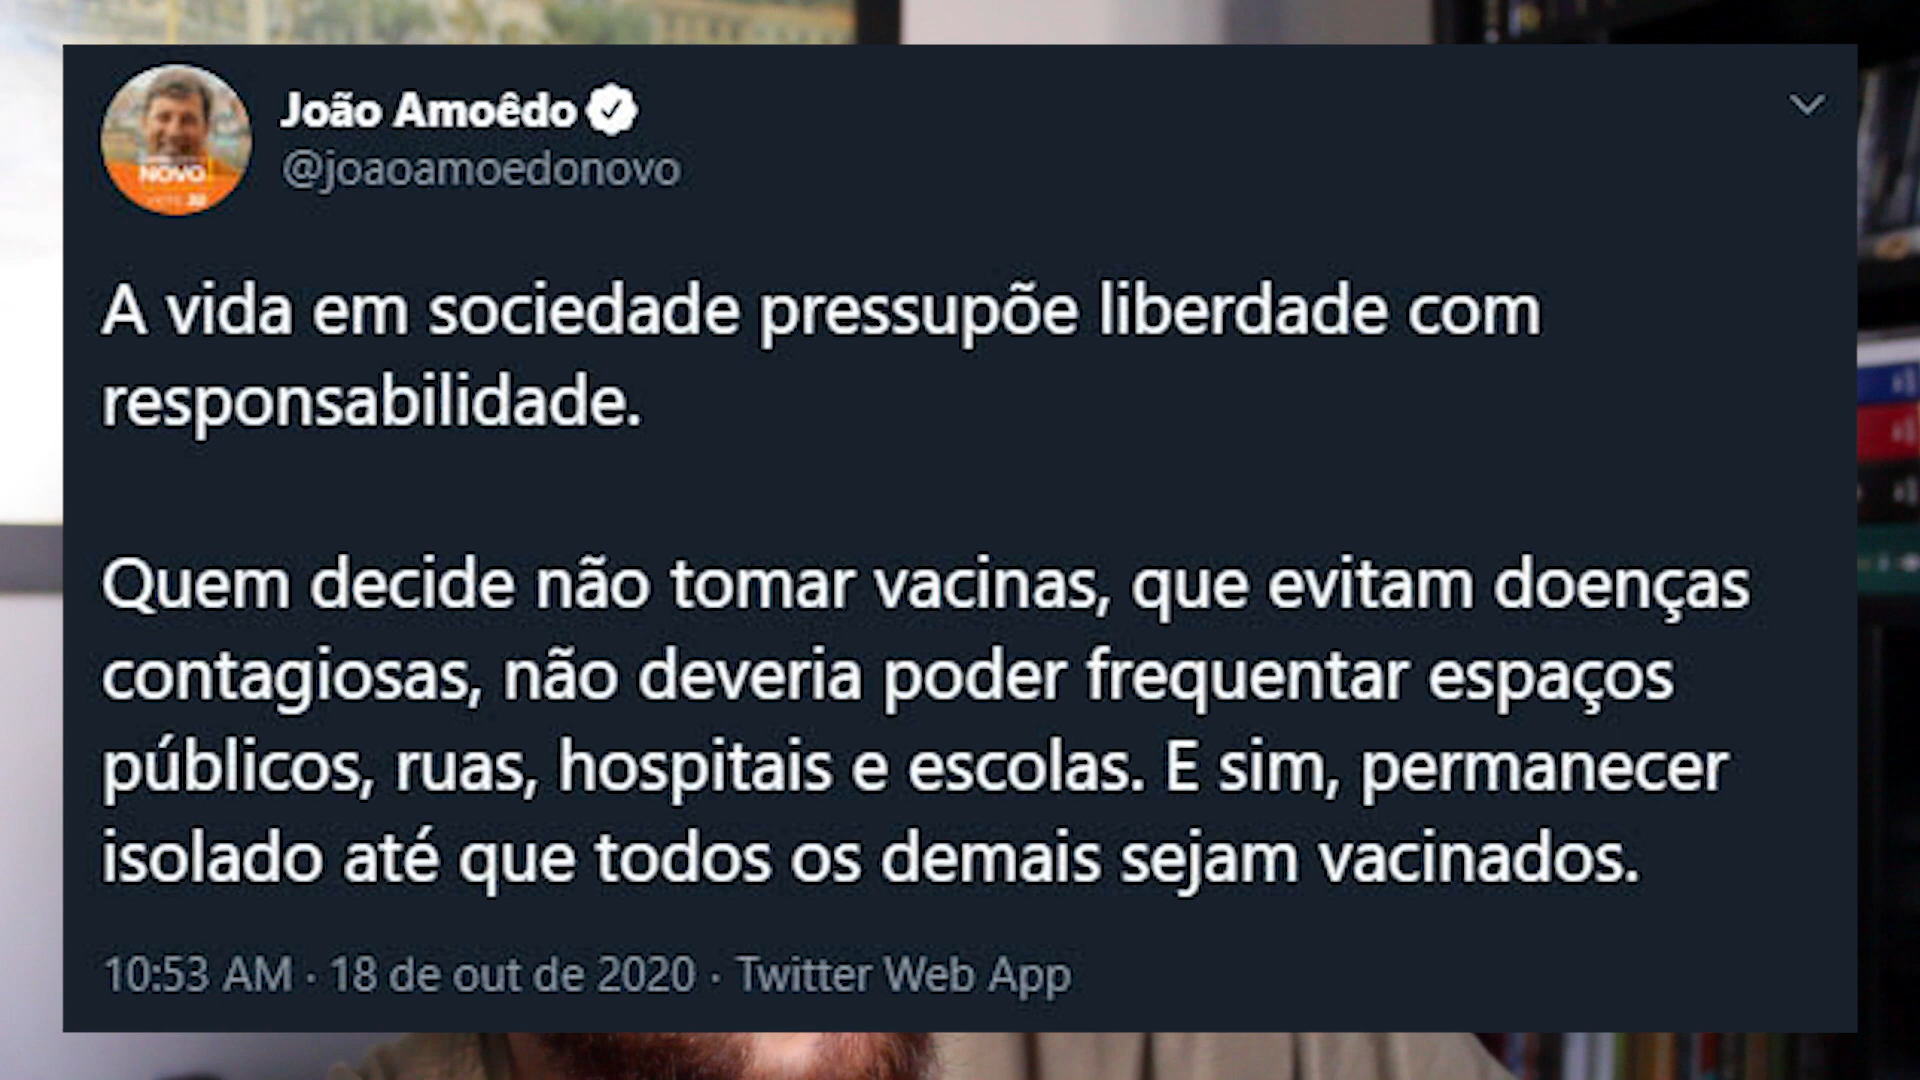 João Amoêdo
@joaoamoedonovo
NOVO
A vida em sociedade pressupõe liberdade com
responsabilidade.
Quem decide não tomar vacinas, que evitam doenças
contagiosas, não deveria poder frequentar espaços
públicos, ruas, hospitais e escolas. E sim, permanecer
isolado até que todos os demais sejam vacinados.
10:53 AM · 18 de out de 2020 · Twitter Web App